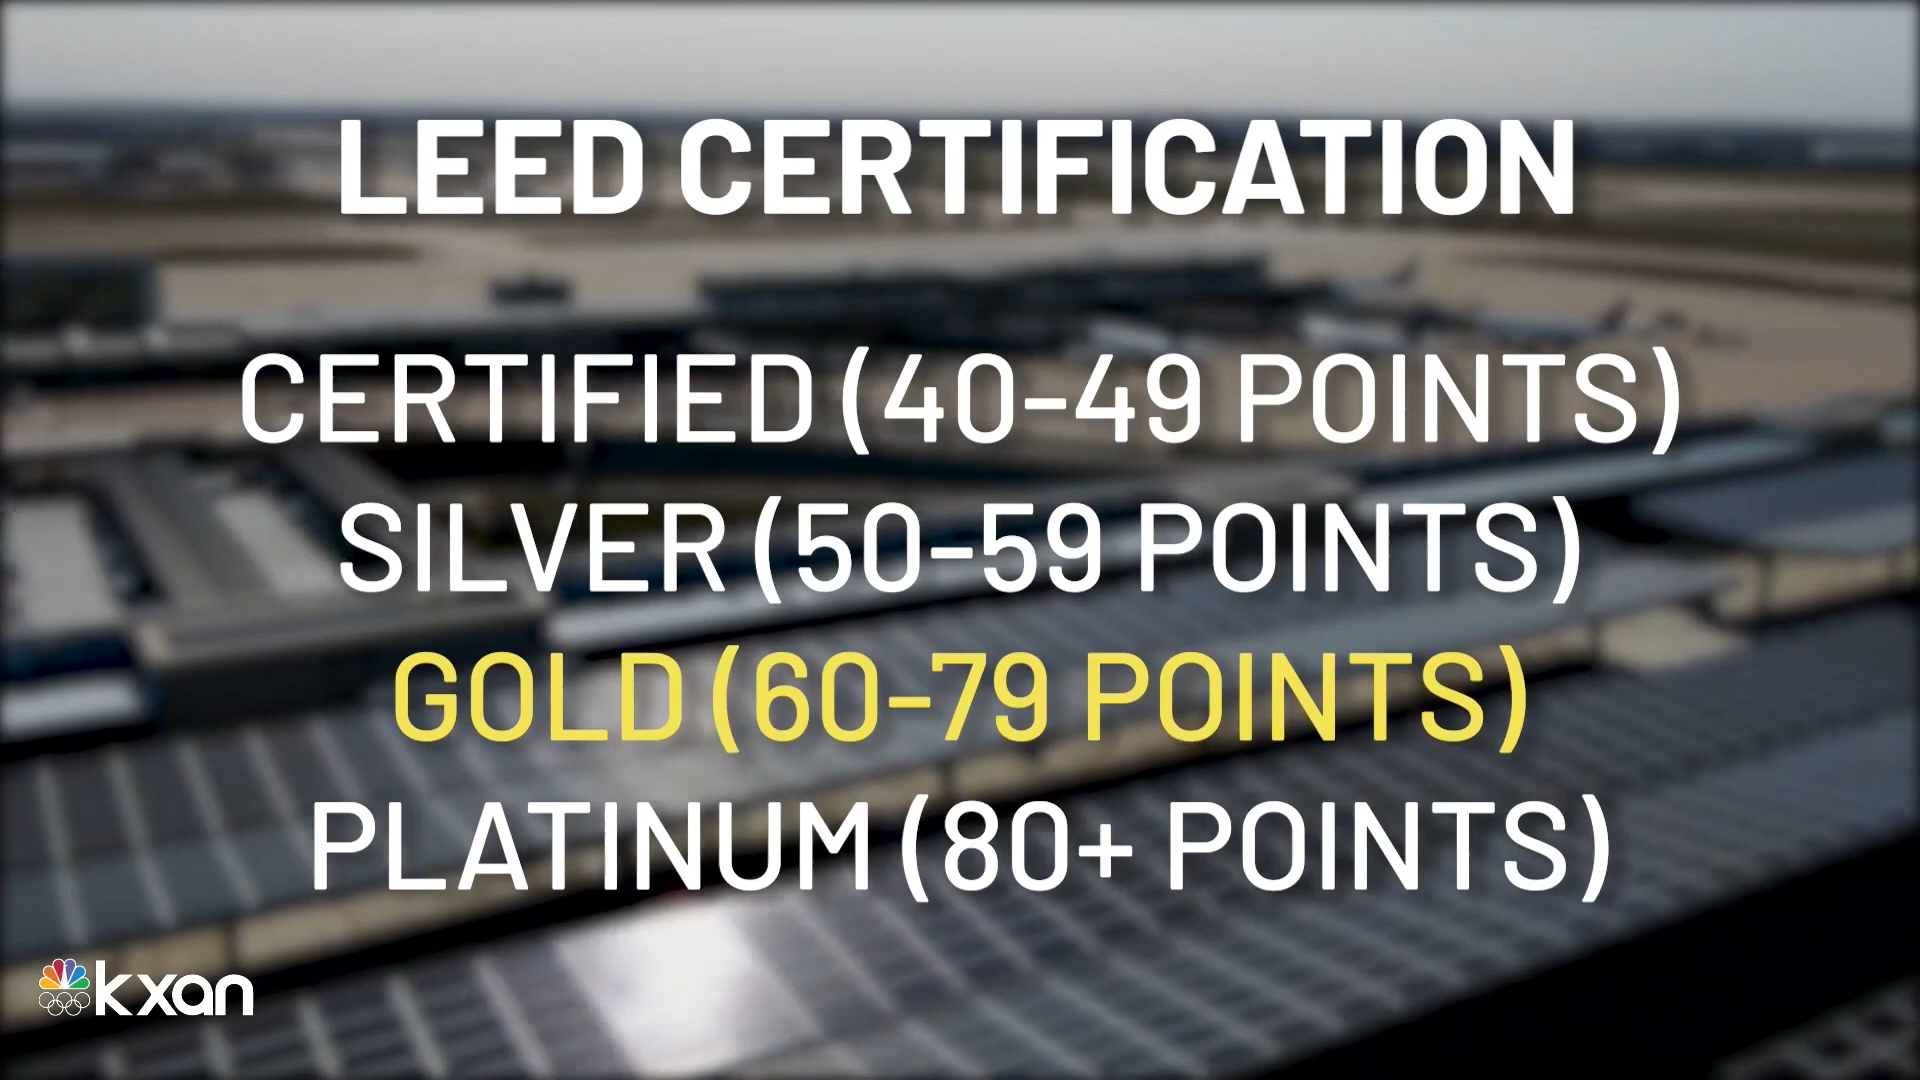 LEED CERTIFICATION
CERTIFIED (40-49 POINTS)
SILVER (50-59 POINTS)
GOLD (60-79 POINTS)
PLATINUM (80+ POINTS)
kxan